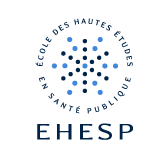 ÉCOLE DES HAUTES ÉTUDES
EN SANTÉ PUBLIQUE
EHESP